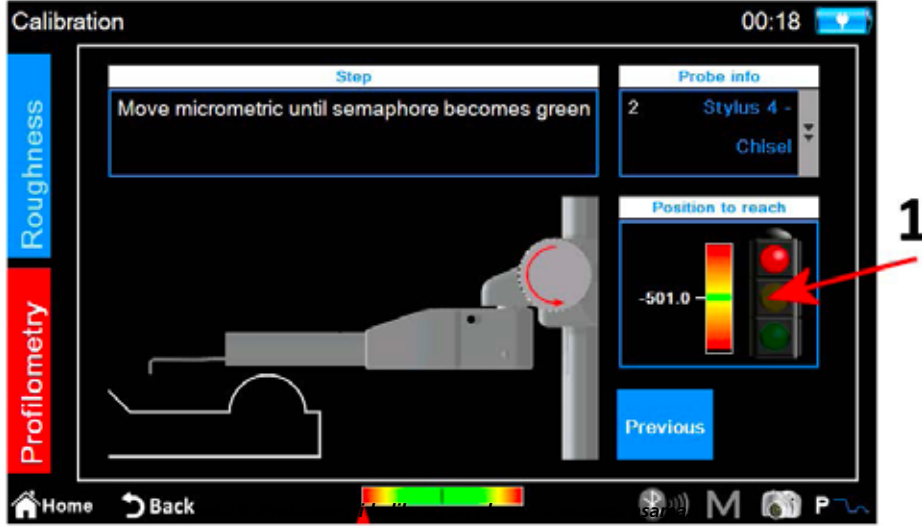 Calibration
00:18
Roughness
Profilometry
Step
Move micrometric until semaphore becomes green
Probe info
2 Stylus 4 -
Chisel
Position to reach
-501.0
1
Previous
Home
Back
M
P